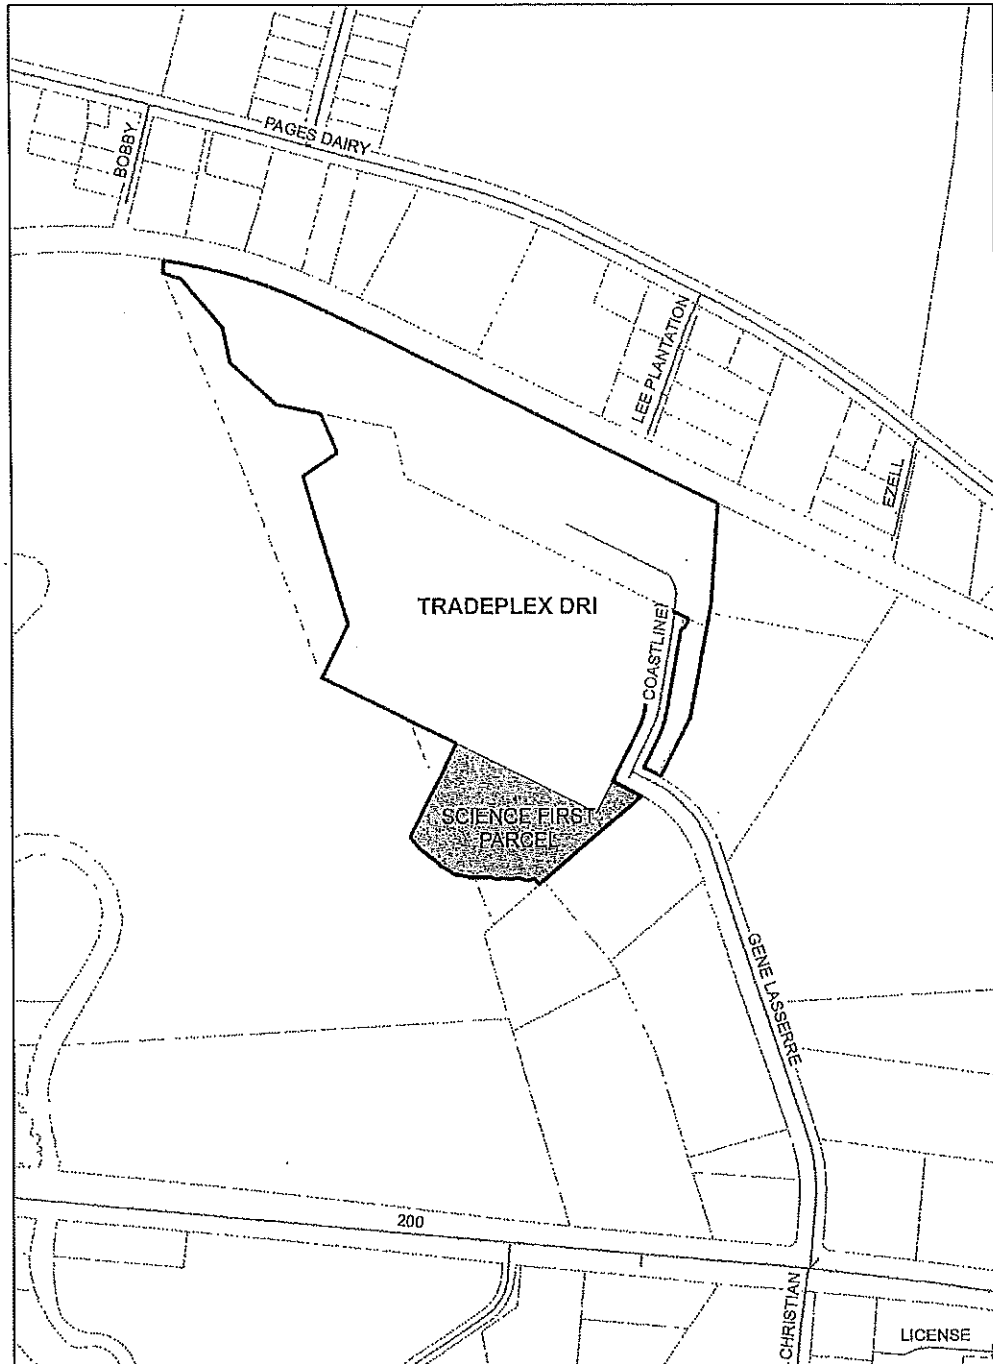 PAGES DAIRY
BOBBY
LEE PLANTATION
EZELL
TRADEPLEX DRI
COASTLINE
SCIENCE FIRST
PARCEL
GENE LASSERRE
200
CHRISTIAN
LICENSE